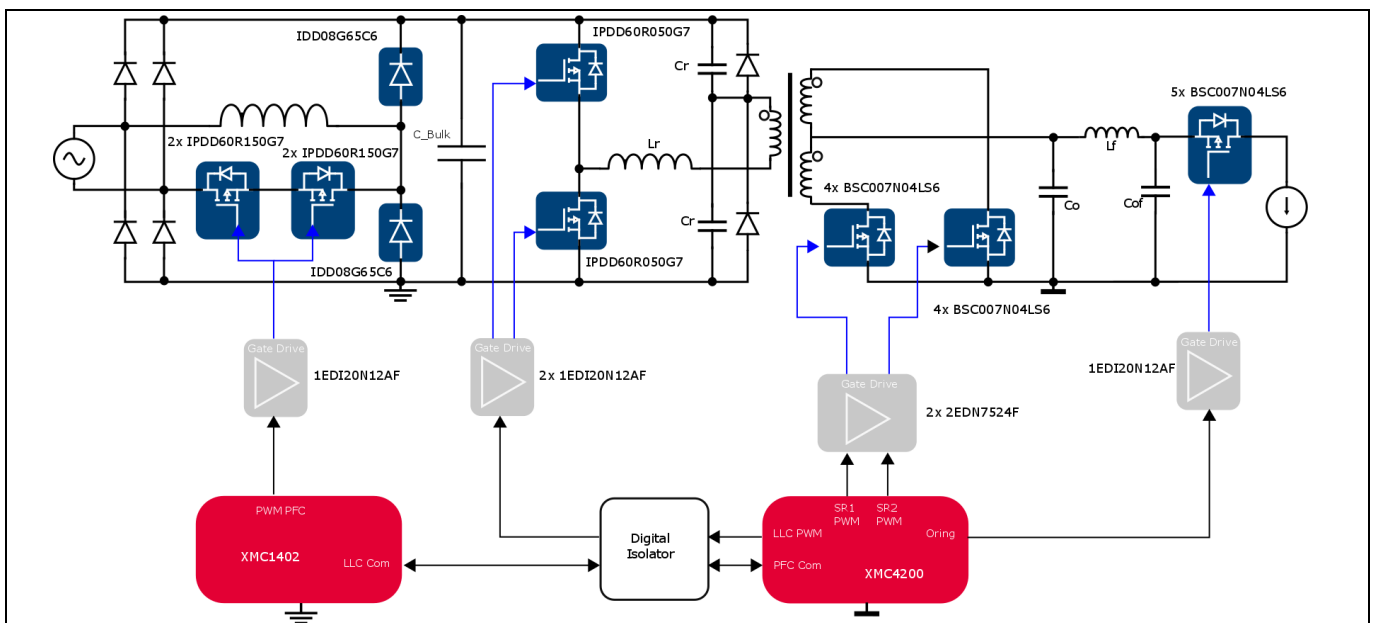 IDD08G65C6
IPDD60R050G7
Cr
5x BSC007N04LS6
2x IPDD60R150G7
2x IPDD60R150G7
C_Bulk
Lr
Lf
4x BSC007N04LS6
Co
Cof
Cr
IPDD60R050G7
IDD08G65C6
4x BSC007N04LS6
Gate Drive
1EDI20N12AF
Gate Drive
2x 1EDI20N12AF
Gate Drive
2x 2EDN7524F
Gate Drive
1EDI20N12AF
PWM PFC
XMC1402
LLC Com
Digital
Isolator
SR1
PWM
SR2
PWM
LLC PWM
Oring
PFC Com
XMC4200